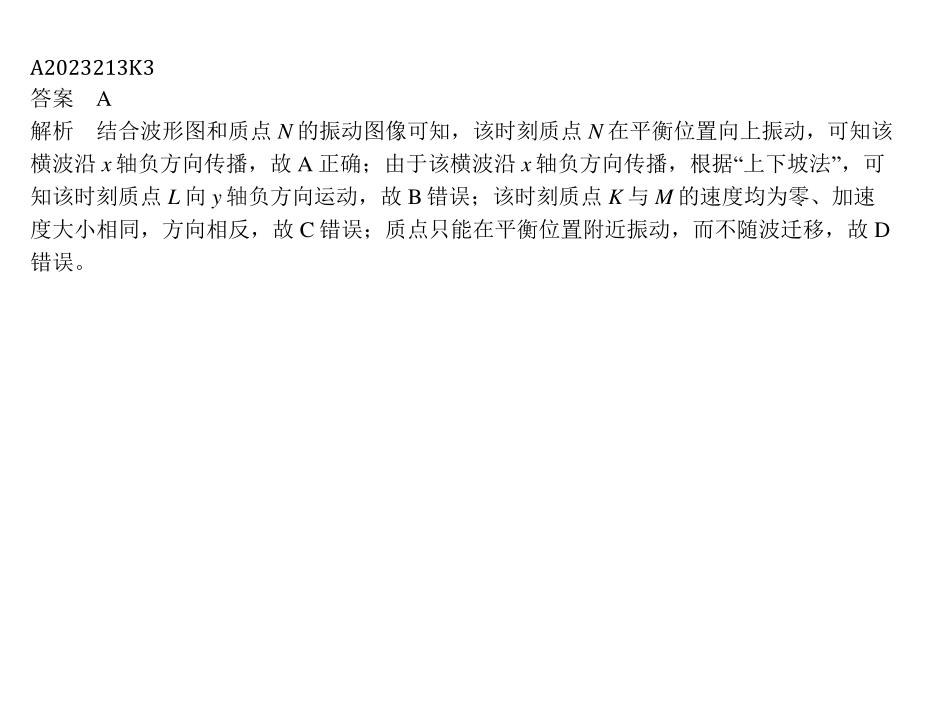 A2023213K3
答案　A
解析　结合波形图和质点 N 的振动图像可知，该时刻质点 N 在平衡位置向上振动，可知该
横波沿 x 轴负方向传播，故 A 正确；由于该横波沿 x 轴负方向传播，根据“上下坡法”，可
知该时刻质点 L 向 y 轴负方向运动，故 B 错误；该时刻质点 K 与 M 的速度均为零、加速
度大小相同，方向相反，故 C 错误；质点只能在平衡位置附近振动，而不随波迁移，故 D
错误。